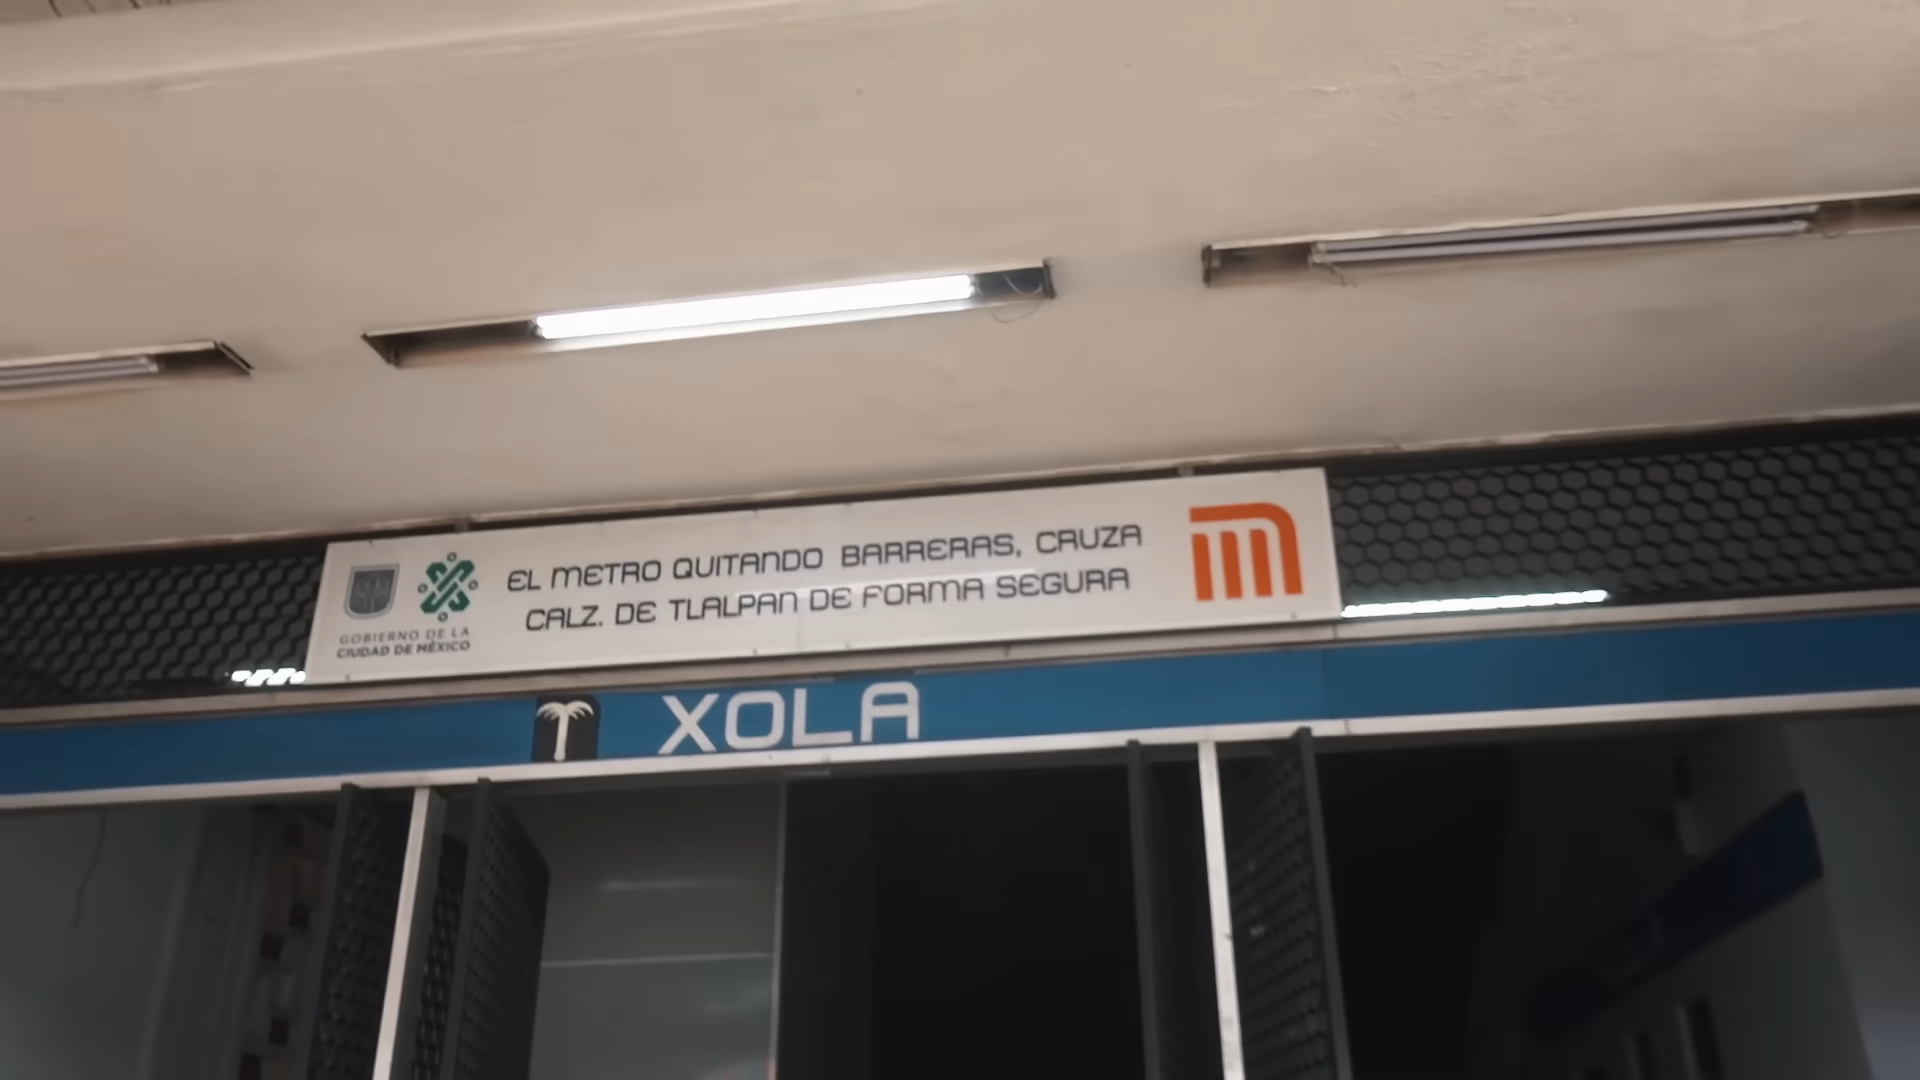 EL METRO QUITANDO BARRERAS, CRUZA
CALZ. DE TLALPAN DE FORMA SEGURA
GOBIERNO DE LA
CIUDAD DE MÉXICO
XOLA